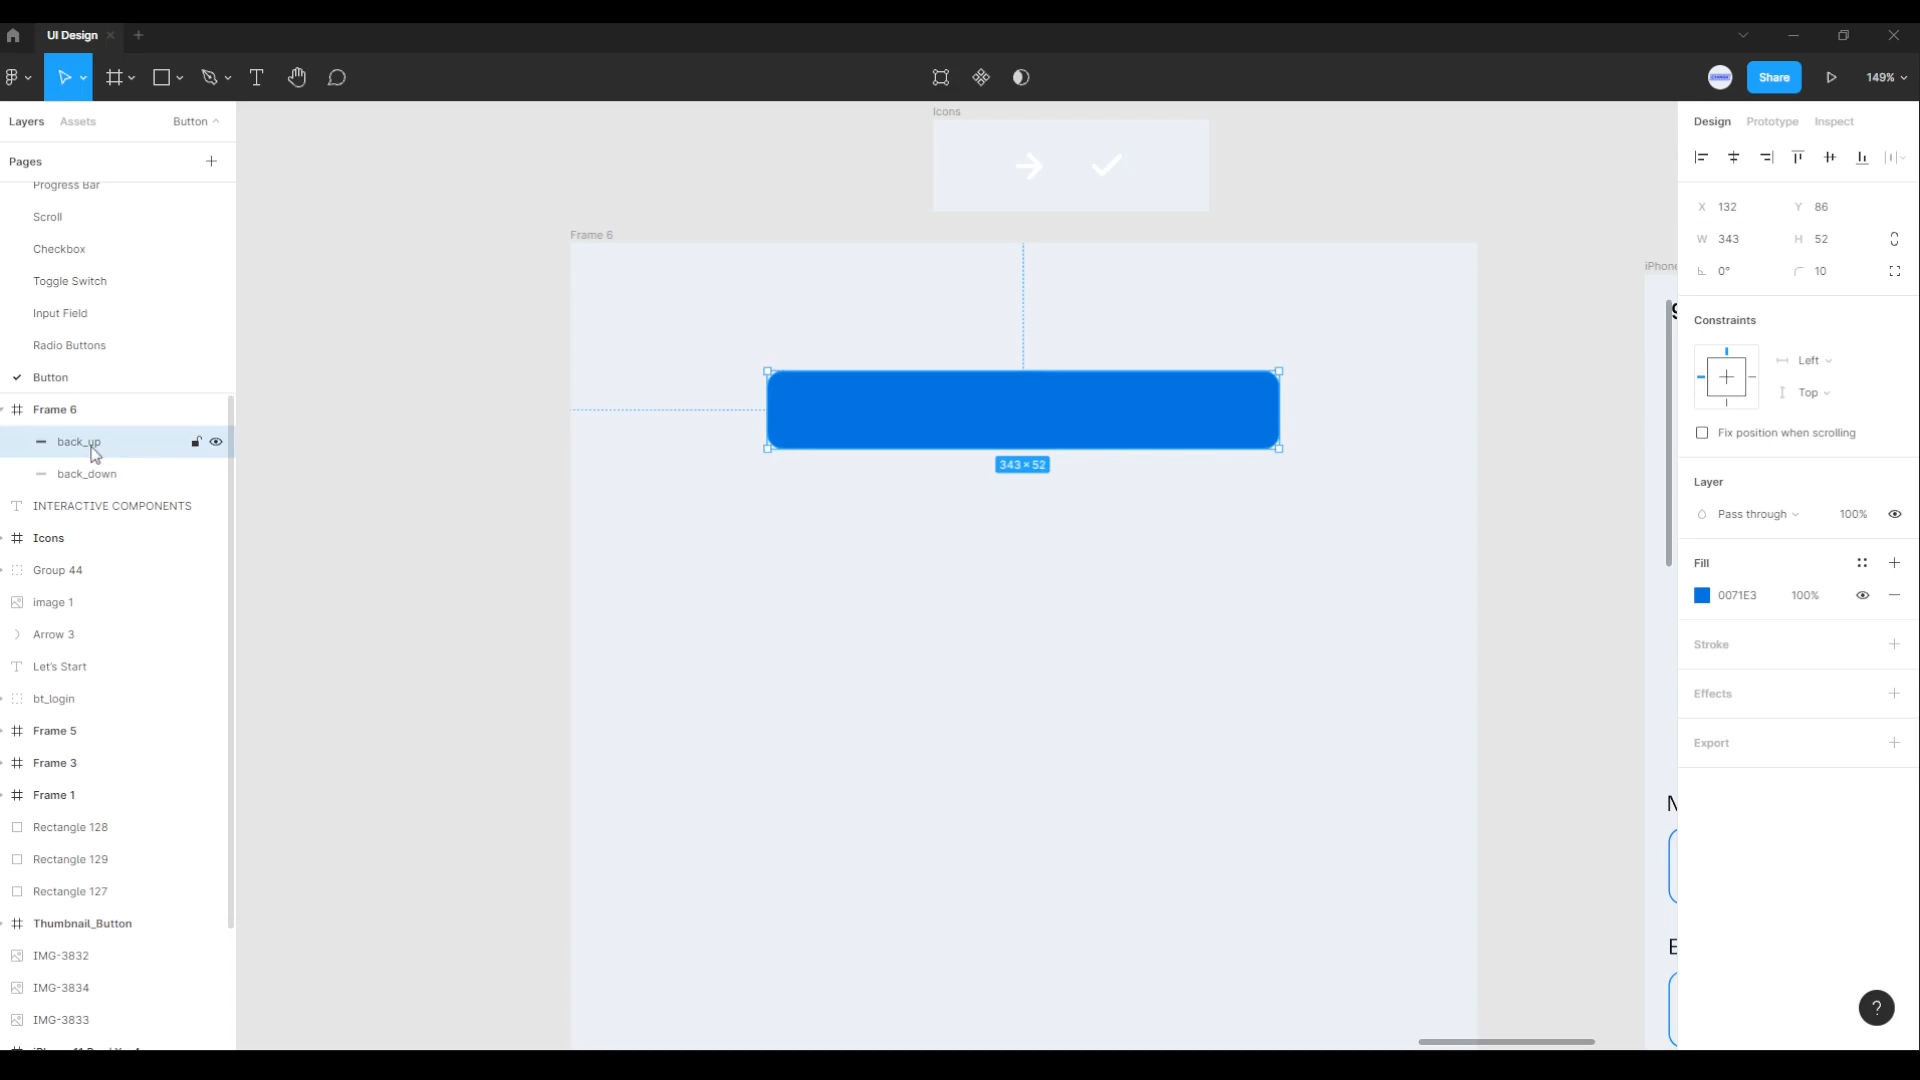 UI Design
Share
149%
Layers
Assets
Button
Pages
Progress Bar
Scroll
Checkbox
Toggle Switch
Input Field
Radio Buttons
Button
Frame 6
back_up
back_down
INTERACTIVE COMPONENTS
Icons
Group 44
image 1
Arrow 3
Let's Start
bt_login
Frame 5
Frame 3
Frame 1
Rectangle 128
Rectangle 129
Rectangle 127
Thumbnail_Button
IMG-3832
IMG-3834
IMG-3833
Icons
Frame 6
343 × 52
iPhone
N
E
Design
Prototype
Inspect
X 132
Y 86
W 343
H 52
0°
10
Constraints
Left
Top
Fix position when scrolling
Layer
Pass through
100%
Fill
0071E3
100%
Stroke
Effects
Export
?